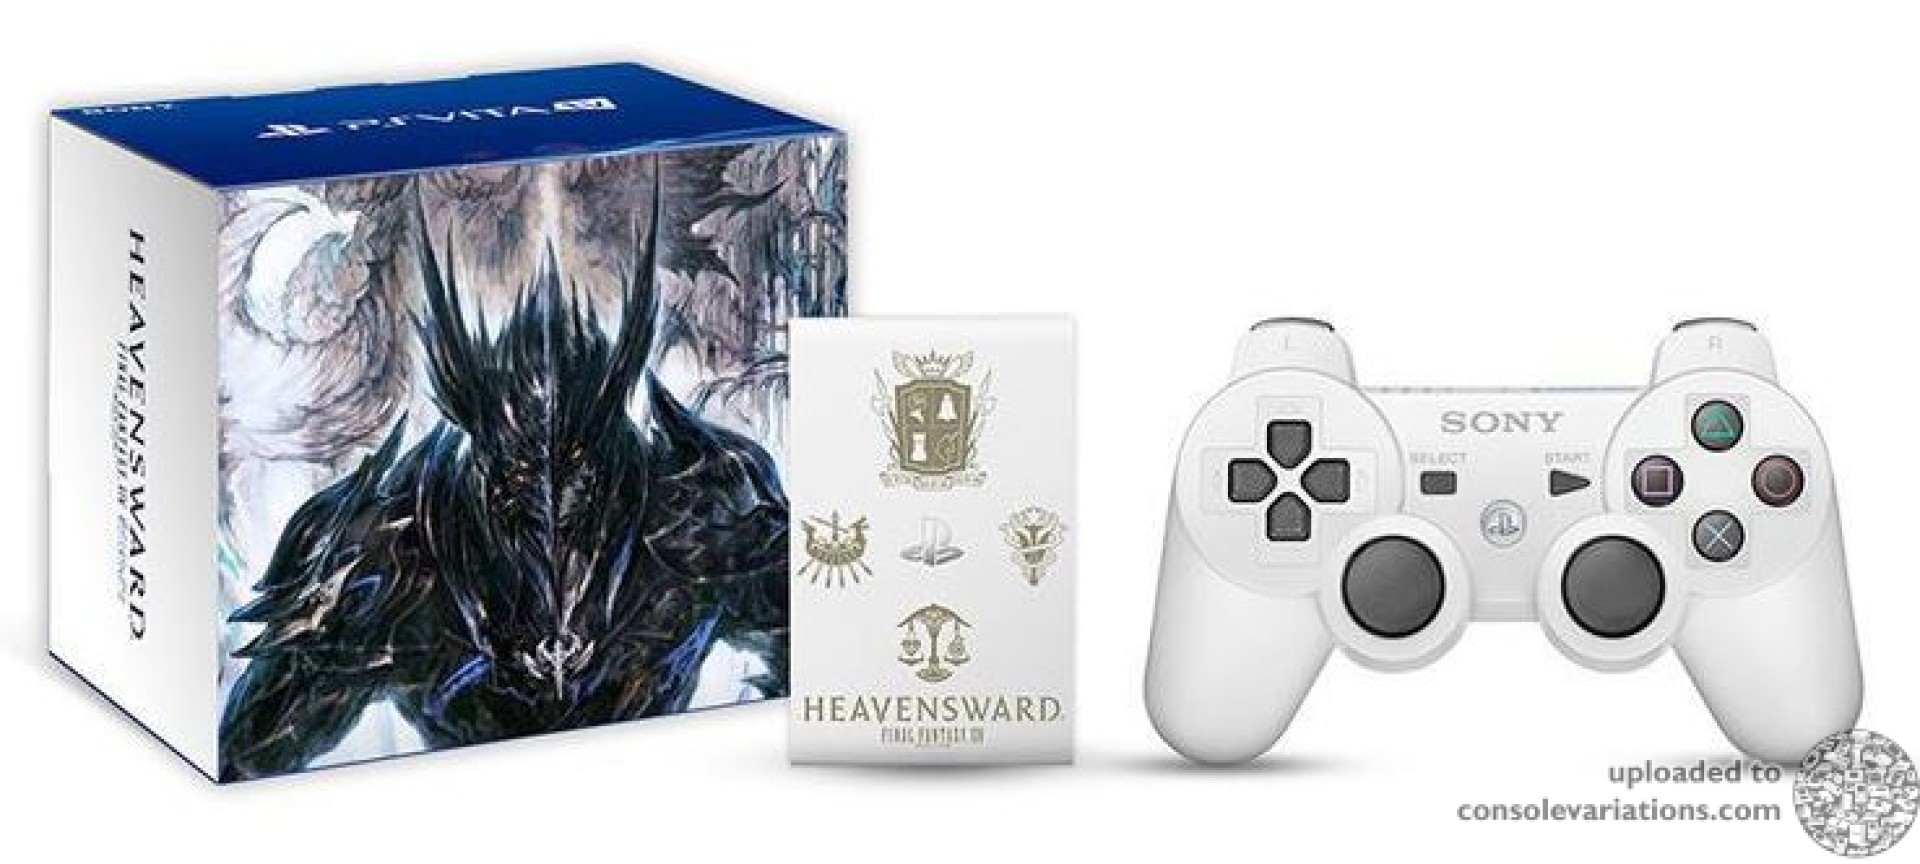 SONY
PSVITA TV
HEAVENSWARD
FINAL FANTASY XIV
HEAVENSWARD
FINAL FANTASY XIV
L
R
SONY
SELECT
START
uploaded to
consolevariations.com